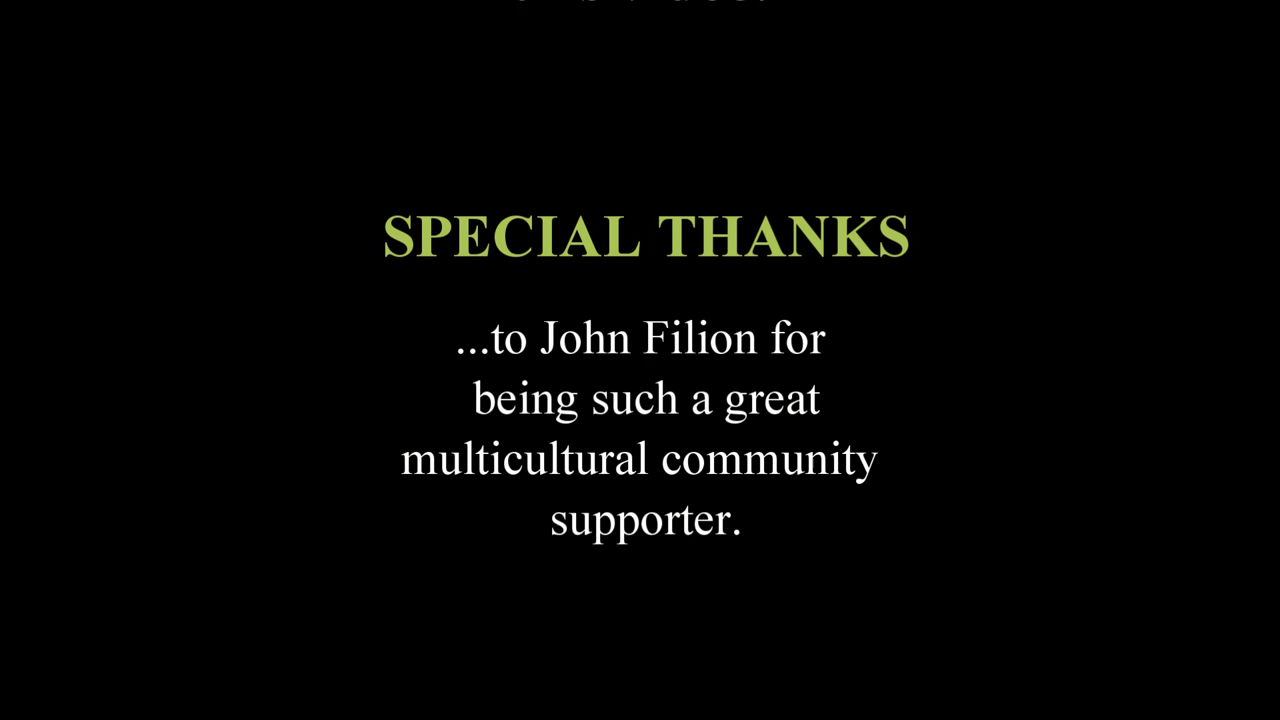 SPECIAL THANKS
...to John Filion for
being such a great
multicultural community
supporter.